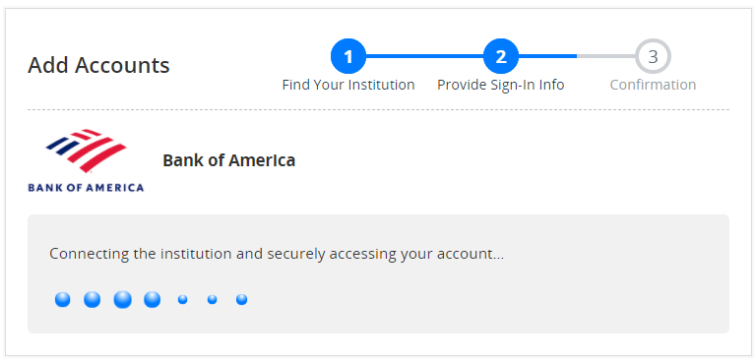 Add Accounts
1
2
3
Find Your Institution
Provide Sign-In Info
Confirmation
BANK OF AMERICA
Bank of America
Connecting the institution and securely accessing your account...